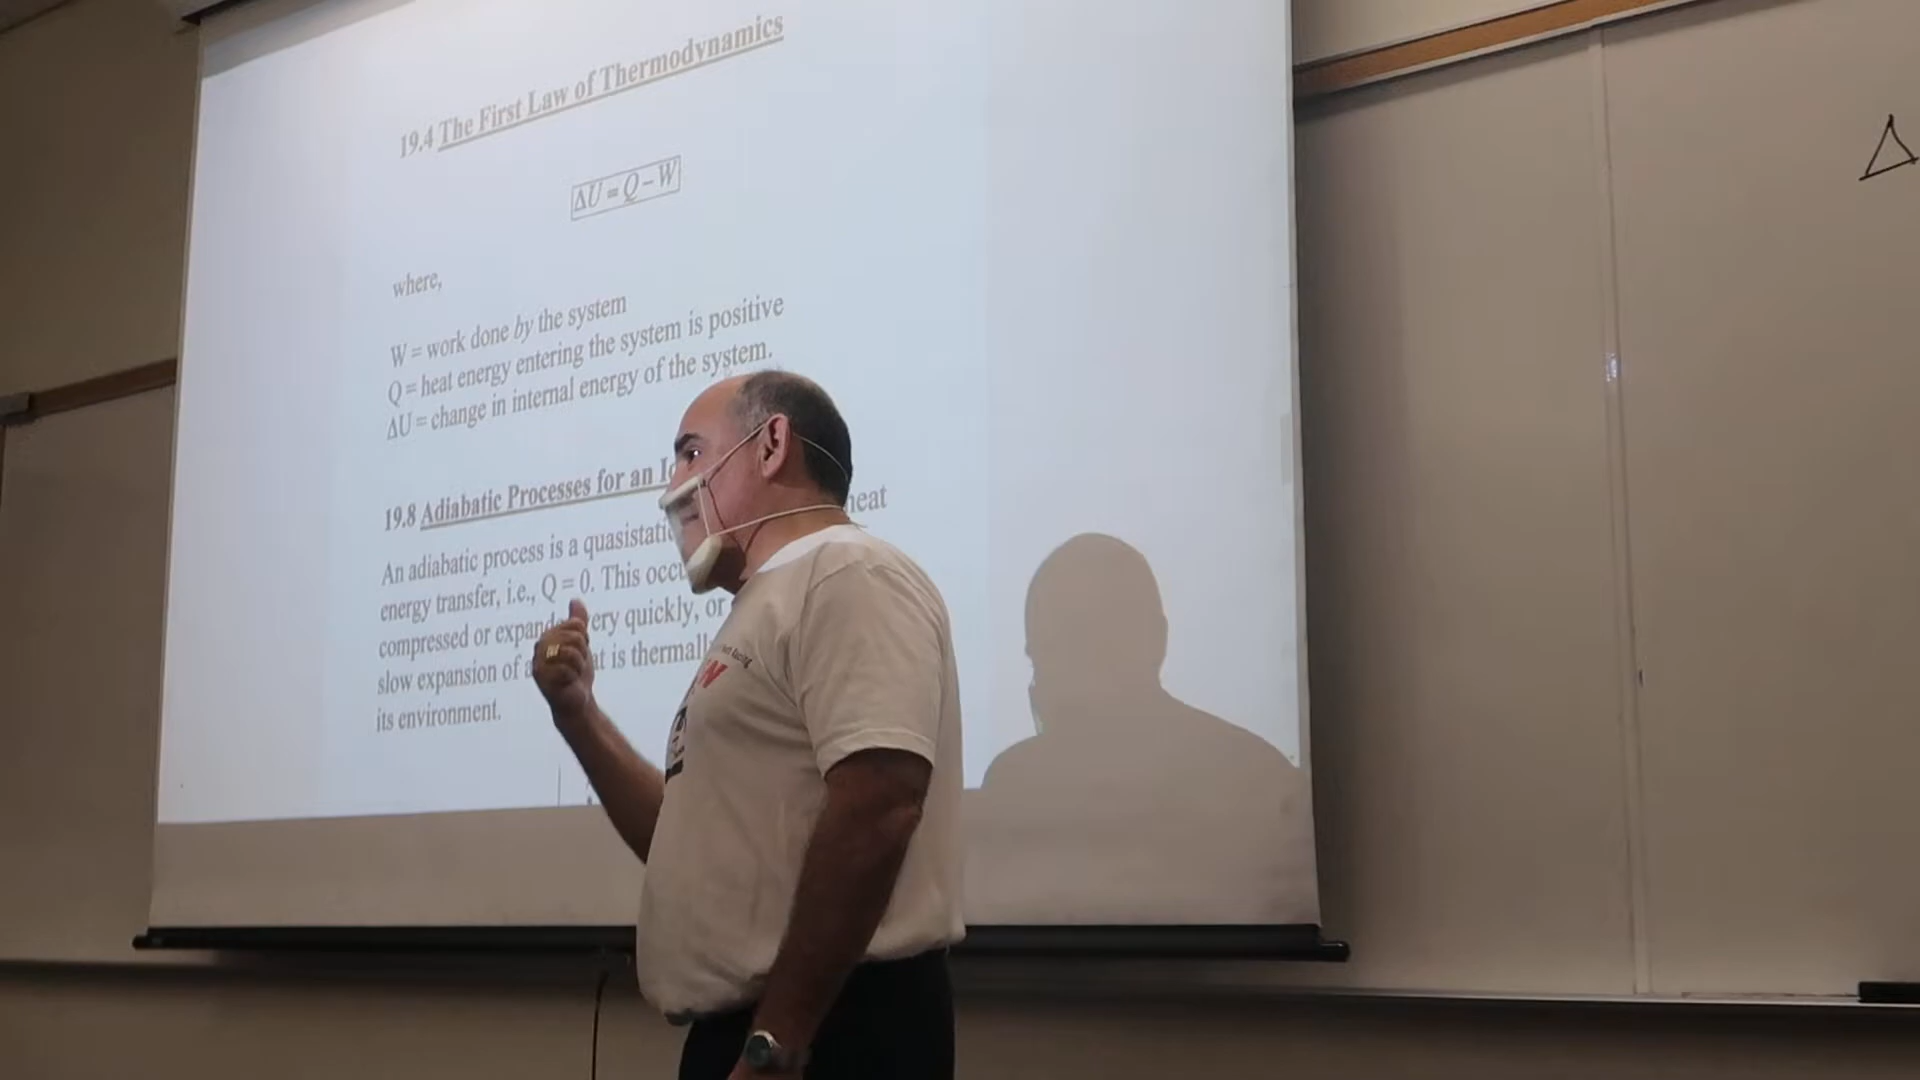 19.4 The First Law of Thermodynamics
ΔU = Q – W
where,
W = work done by the system
Q = heat energy entering the system is positive
ΔU = change in internal energy of the system.
19.8 Adiabatic Processes for an
heat
An adiabatic process is a
energy transfer, i.e., Q = 0. This
compressed or quickly, or
slow expansion of is
its environment.
Δ